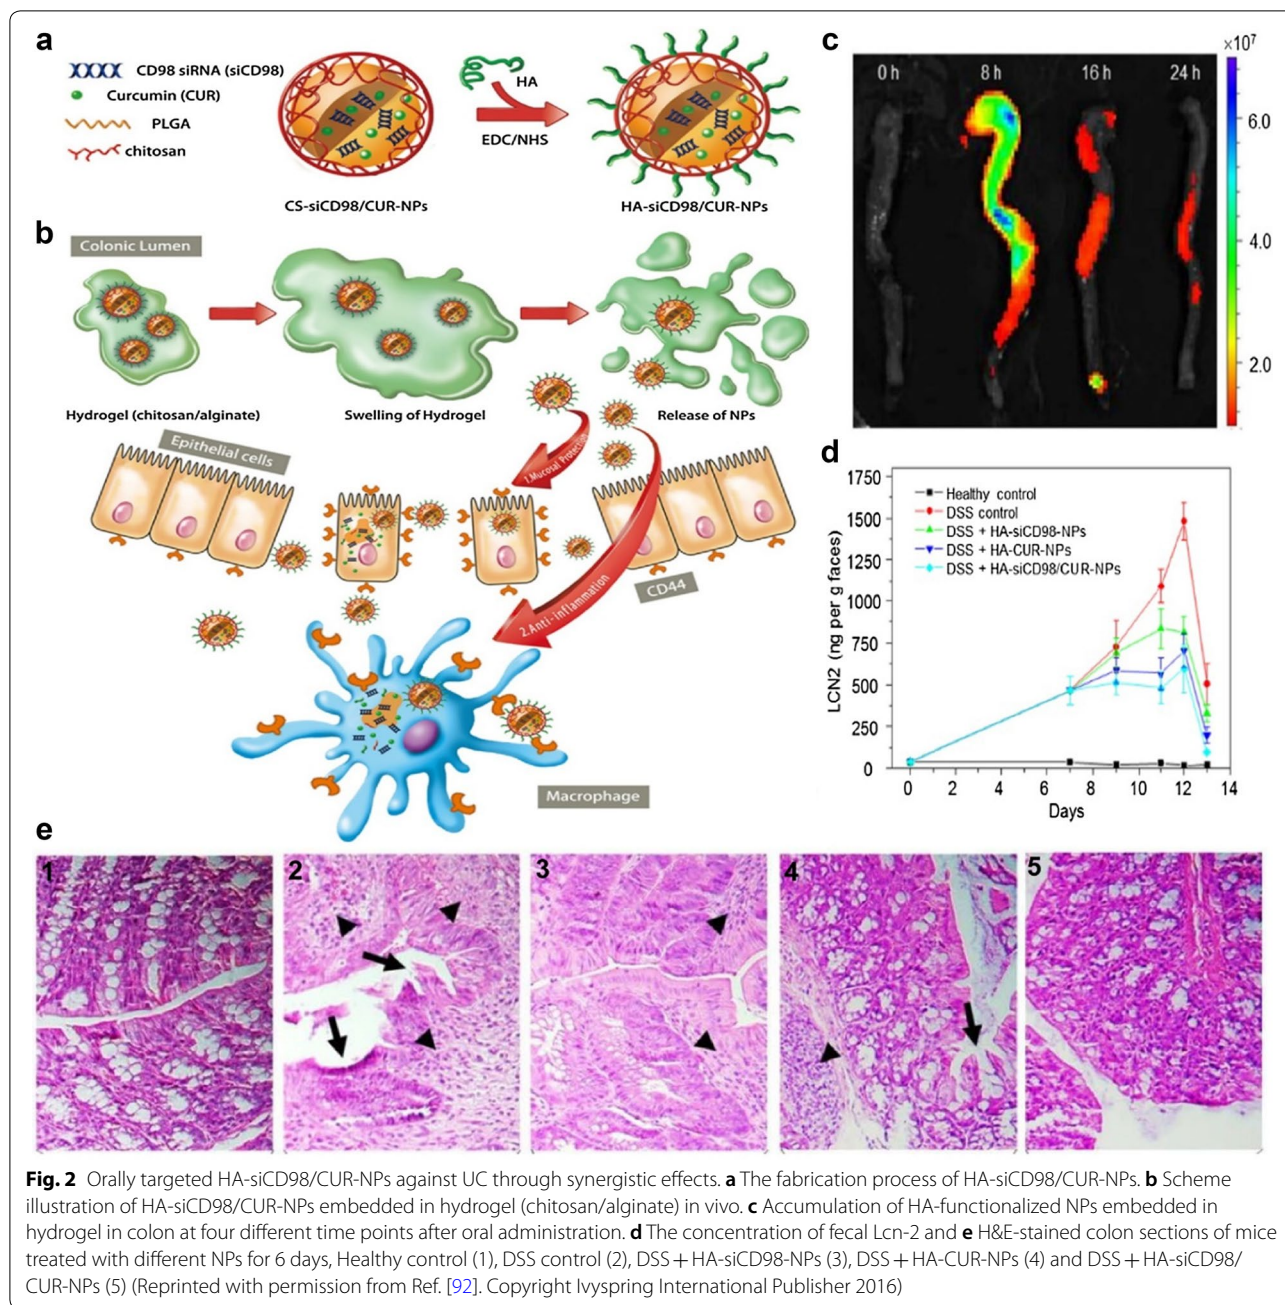 a
CD98 siRNA (siCD98)
Curcumin (CUR)
PLGA
chitosan
HA
EDC/NHS
CS-siCD98/CUR-NPs
HA-siCD98/CUR-NPs
b
Colonic Lumen
Hydrogel (chitosan/alginate)
Swelling of Hydrogel
Release of NPs
Epithelial cells
1.Mucosal Protection
CD44
2.Anti-inflammation
Macrophage
c
0 h
8 h
16 h
24 h
×10⁷
6.0
4.0
2.0
d
1750
1500
1250
1000
750
500
250
0
LCN2 (ng per g faces)
Healthy control
DSS control
DSS + HA-siCD98-NPs
DSS + HA-CUR-NPs
DSS + HA-siCD98/CUR-NPs
0 2 4 6 8 10 12 14
Days
e
1
2
3
4
5
Fig. 2 Orally targeted HA-siCD98/CUR-NPs against UC through synergistic effects. a The fabrication process of HA-siCD98/CUR-NPs. b Scheme
illustration of HA-siCD98/CUR-NPs embedded in hydrogel (chitosan/alginate) in vivo. c Accumulation of HA-functionalized NPs embedded in
hydrogel in colon at four different time points after oral administration. d The concentration of fecal Lcn-2 and e H&E-stained colon sections of mice
treated with different NPs for 6 days, Healthy control (1), DSS control (2), DSS + HA-siCD98-NPs (3), DSS + HA-CUR-NPs (4) and DSS + HA-siCD98/
CUR-NPs (5) (Reprinted with permission from Ref. [92]. Copyright Ivyspring International Publisher 2016)